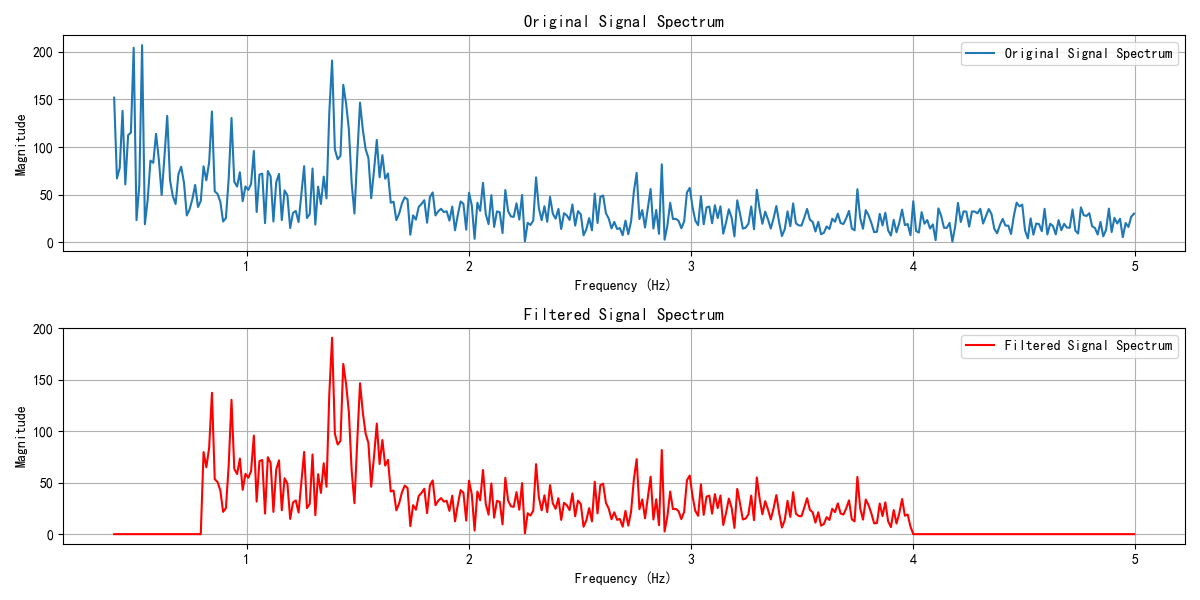 Original Signal Spectrum
Original Signal Spectrum
Magnitude
200
150
100
50
0
1
2
3
4
5
Frequency (Hz)
Filtered Signal Spectrum
Filtered Signal Spectrum
Magnitude
200
150
100
50
0
1
2
3
4
5
Frequency (Hz)